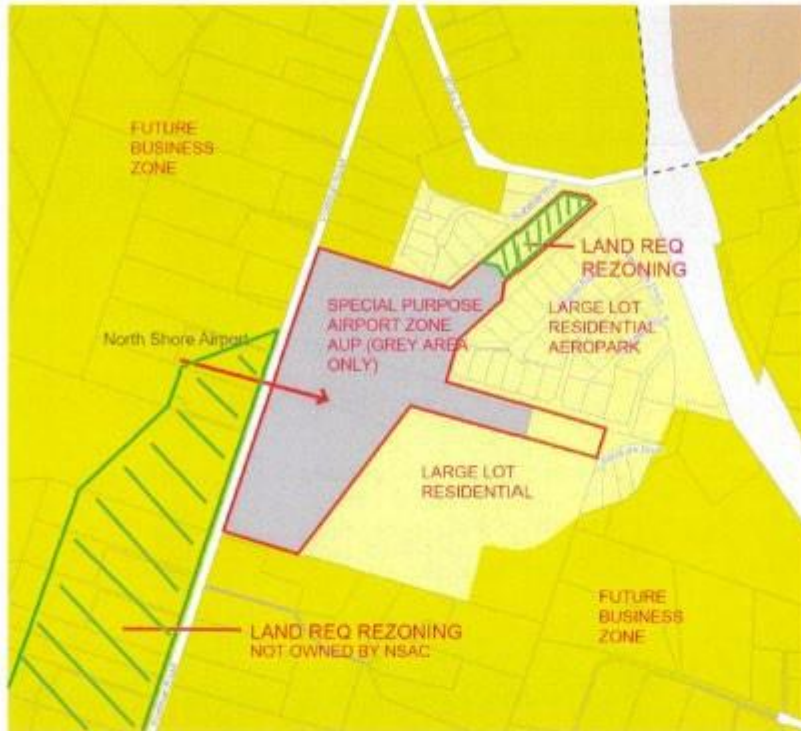 FUTURE
BUSINESS
ZONE
LAND REQ
REZONING
SPECIAL PURPOSE
AIRPORT ZONE
AUP (GREY AREA
ONLY)
LARGE LOT
RESIDENTIAL
AEROPARK
North Shore Airport
LARGE LOT
RESIDENTIAL
FUTURE
BUSINESS
ZONE
LAND REQ REZONING
NOT OWNED BY NSAC